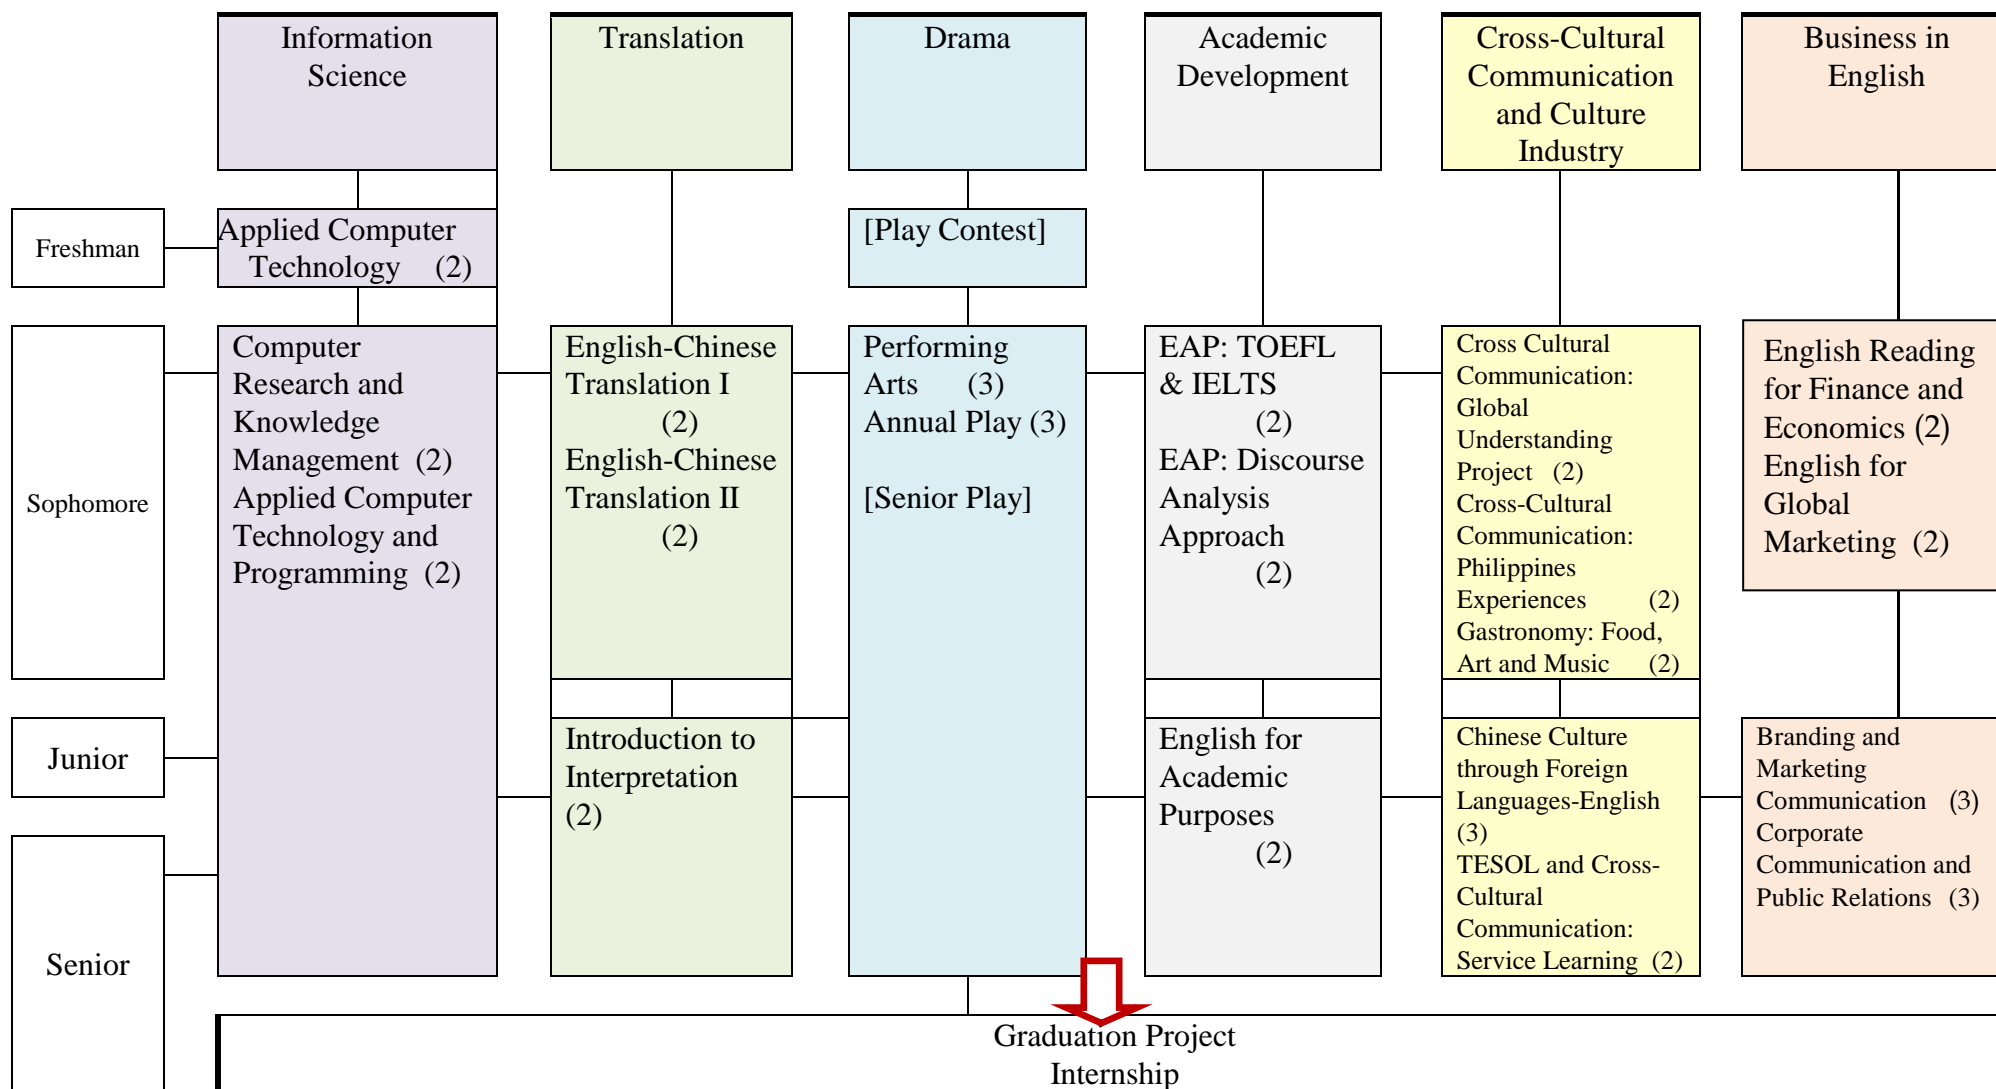 Information
Science
Translation
Drama
Academic
Development
Cross-Cultural
Communication
and Culture
Industry
Business in
English
Freshman
Applied Computer
Technology (2)
[Play Contest]
Sophomore
Computer
Research and
Knowledge
Management (2)
Applied Computer
Technology and
Programming (2)
English-Chinese
Translation I
(2)
English-Chinese
Translation II
(2)
Performing
Arts (3)
Annual Play (3)
[Senior Play]
EAP: TOEFL
& IELTS
(2)
EAP: Discourse
Analysis
Approach
(2)
Cross Cultural
Communication:
Global
Understanding
Project (2)
Cross-Cultural
Communication:
Philippines
Experiences (2)
Gastronomy: Food,
Art and Music (2)
English Reading
for Finance and
Economics (2)
English for
Global
Marketing (2)
Junior
Introduction to
Interpretation
(2)
English for
Academic
Purposes
(2)
Chinese Culture
through Foreign
Languages-English
(3)
TESOL and Cross-
Cultural
Communication:
Service Learning (2)
Branding and
Marketing
Communication (3)
Corporate
Communication and
Public Relations (3)
Senior
Graduation Project
Internship